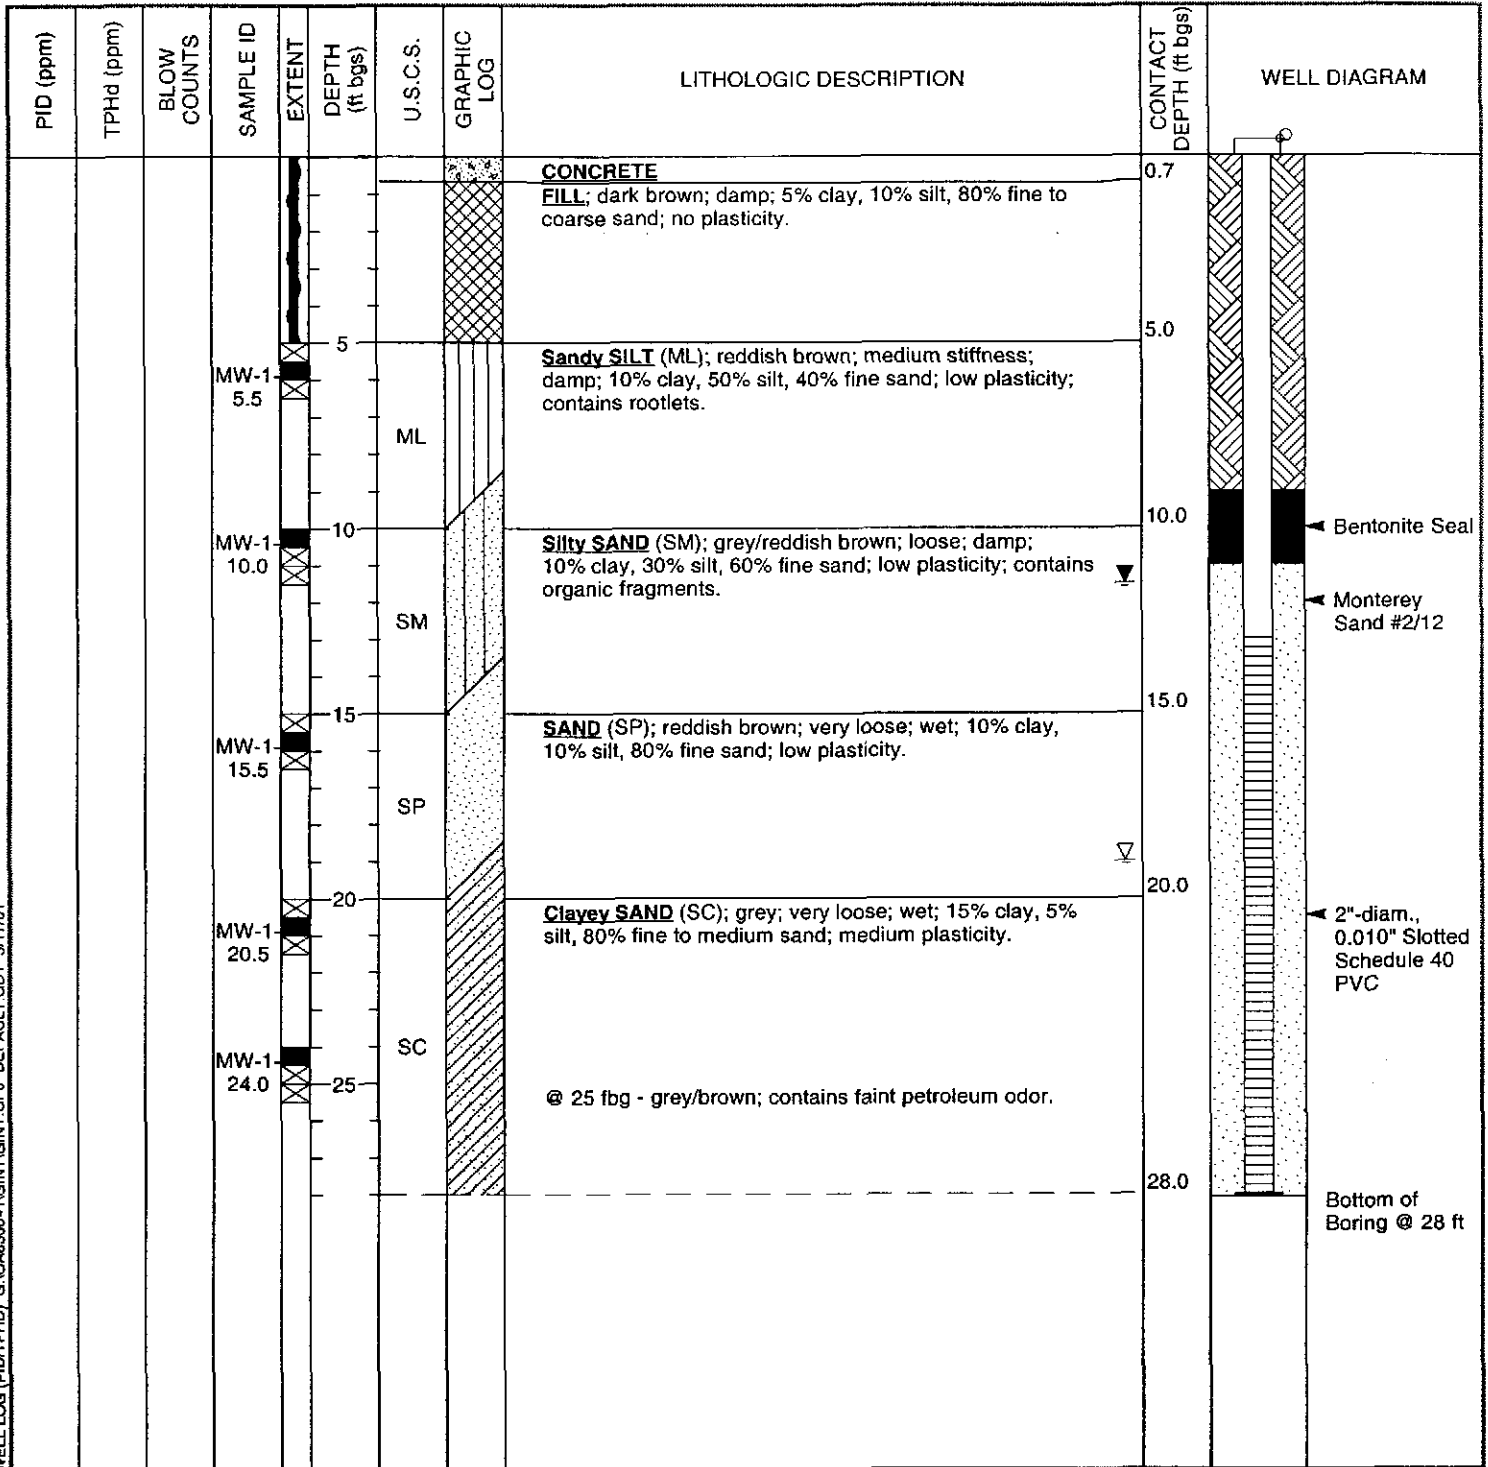 PID (ppm)
TPHd (ppm)
BLOW
COUNTS
SAMPLE ID
EXTENT
DEPTH
(ft bgs)
U.S.C.S.
GRAPHIC
LOG
LITHOLOGIC DESCRIPTION
CONTACT
DEPTH (ft bgs)
WELL DIAGRAM
CONCRETE
0.7
FILL; dark brown; damp; 5% clay, 10% silt, 80% fine to
coarse sand; no plasticity.
5
5.0
MW-1
5.5
ML
Sandy SILT (ML); reddish brown; medium stiffness;
damp; 10% clay, 50% silt, 40% fine sand; low plasticity;
contains rootlets.
10
10.0
MW-1
10.0
SM
Silty SAND (SM); grey/reddish brown; loose; damp;
10% clay, 30% silt, 60% fine sand; low plasticity; contains
organic fragments.
Bentonite Seal
Monterey
Sand #2/12
15
15.0
MW-1
15.5
SP
SAND (SP); reddish brown; very loose; wet; 10% clay,
10% silt, 80% fine sand; low plasticity.
20
20.0
MW-1
20.5
Clayey SAND (SC); grey; very loose; wet; 15% clay, 5%
silt, 80% fine to medium sand; medium plasticity.
2"-diam.,
0.010" Slotted
Schedule 40
PVC
SC
MW-1
24.0
25
@ 25 fbg - grey/brown; contains faint petroleum odor.
28.0
Bottom of
Boring @ 28 ft
WELL LOG (PID/TPHD)